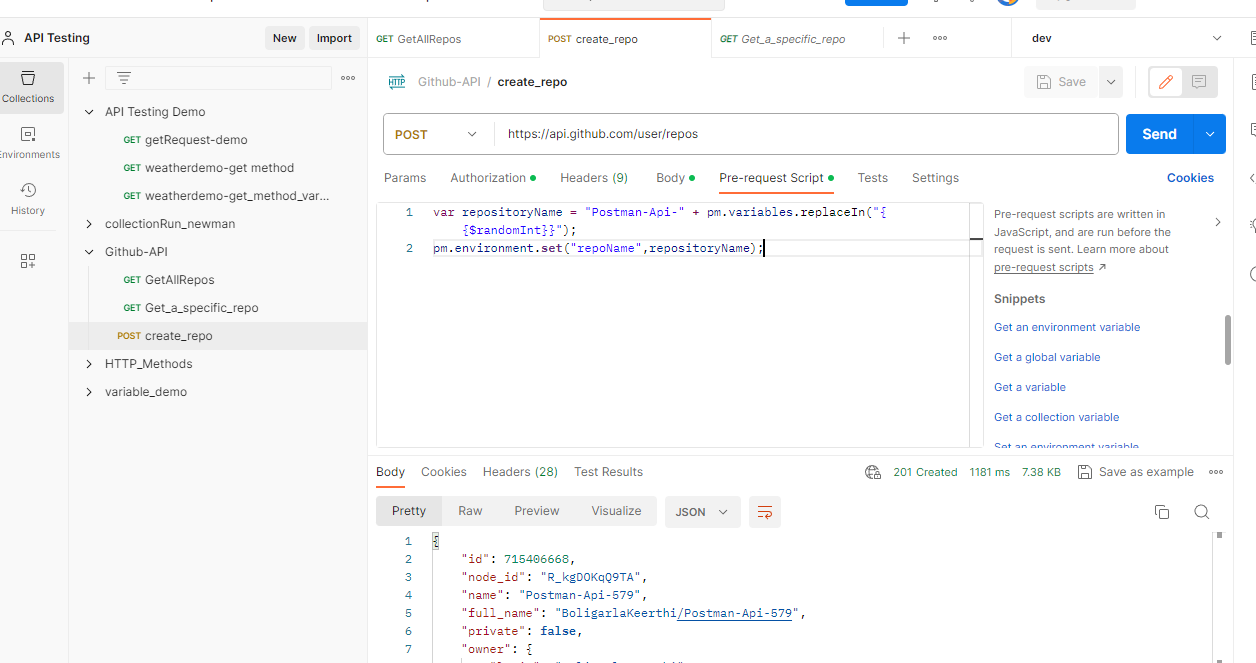 API Testing
New
Import
GET GetAllRepos
POST create_repo
GET Get_a_specific_repo
dev
Collections
Environments
History
API Testing Demo
GET getRequest-demo
GET weatherdemo-get method
GET weatherdemo-get_method_var...
collectionRun_newman
Github-API
GET GetAllRepos
GET Get_a_specific_repo
POST create_repo
HTTP_Methods
variable_demo
HTTP Github-API / create_repo
Save
POST
https://api.github.com/user/repos
Send
Params
Authorization
Headers (9)
Body
Pre-request Script
Tests
Settings
Cookies
1 var repositoryName = "Postman-Api-" + pm.variables.replaceIn("{
{$randomInt}}");
2 pm.environment.set("repoName",repositoryName);
Pre-request scripts are written in
JavaScript, and are run before the
request is sent. Learn more about
pre-request scripts ↗
Snippets
Get an environment variable
Get a global variable
Get a variable
Get a collection variable
Set an environment variable
Body
Cookies
Headers (28)
Test Results
201 Created
1181 ms
7.38 KB
Save as example
Pretty
Raw
Preview
Visualize
JSON
1 {
2 "id": 715406668,
3 "node_id": "R_kgDOKqQ9TA",
4 "name": "Postman-Api-579",
5 "full_name": "BoligarlaKeerthi/Postman-Api-579",
6 "private": false,
7 "owner": {